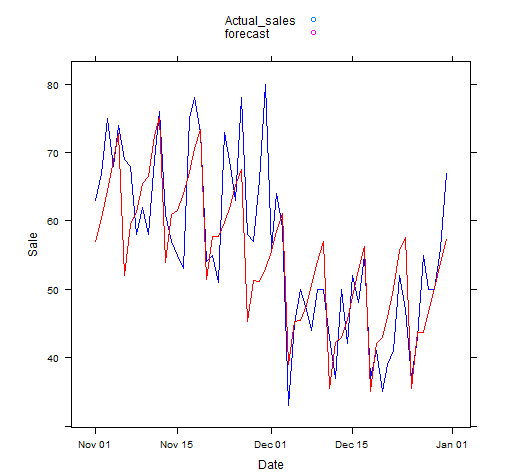 Actual_sales
forecast
80
70
60
50
40
Sale
Nov 01 Nov 15 Dec 01 Dec 15 Jan 01
Date